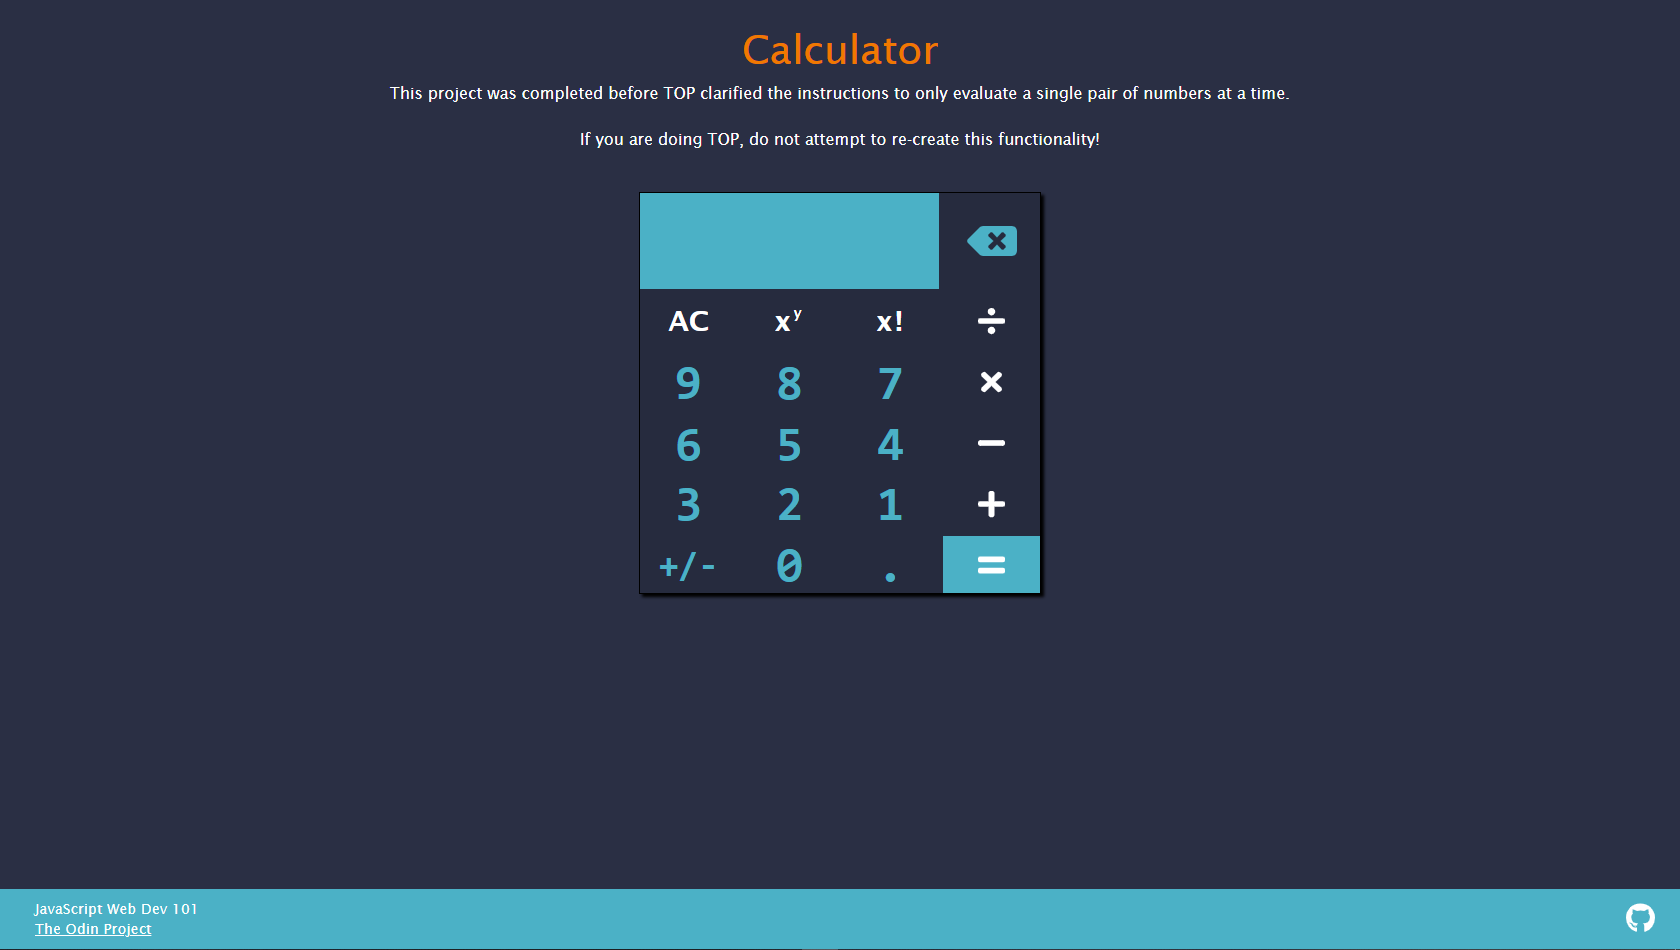 Calculator
This project was completed before TOP clarified the instructions to only evaluate a single pair of numbers at a time.
If you are doing TOP, do not attempt to re-create this functionality!
AC xʸ x! ÷
9 8 7 ×
6 5 4 −
3 2 1 +
+/- 0 . =
JavaScript Web Dev 101
The Odin Project